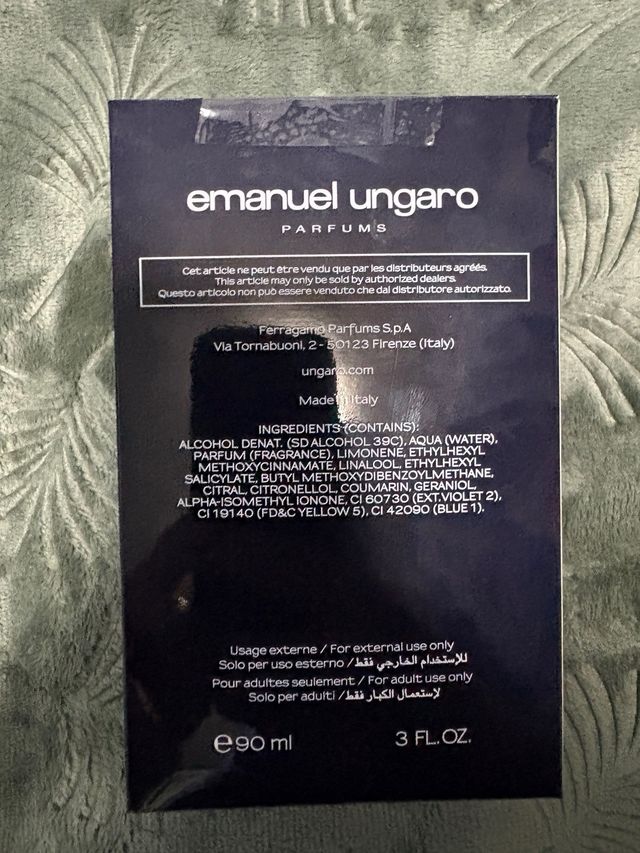 emanuel ungaro
PARFUMS
Cet article ne peut être vendu que par les distributeurs agréés.
This article may only be sold by authorized dealers.
Questo articolo non può essere venduto che dal distributore autorizzato.
Ferragamo Parfums S.p.A
Via Tornabuoni, 2 - 50123 Firenze (Italy)
ungaro.com
Made in Italy
INGREDIENTS (CONTAINS):
ALCOHOL DENAT. (SD ALCOHOL 39C), AQUA (WATER),
PARFUM (FRAGRANCE), LIMONENE, ETHYLHEXYL
METHOXYCINNAMATE, LINALOOL, ETHYLHEXYL
SALICYLATE, BUTYL METHOXYDIBENZOYLMETHANE,
CITRAL, CITRONELLOL, COUMARIN, GERANIOL,
ALPHA-ISOMETHYL IONONE, CI 60730 (EXT.VIOLET 2),
CI 19140 (FD&C YELLOW 5), CI 42090 (BLUE 1).
Usage externe / For external use only
Solo per uso esterno / للإستخدام الخارجي فقط
Pour adultes seulement / For adult use only
Solo per adulti / لإستعمال الكبار فقط
e 90 ml 3 FL. OZ.